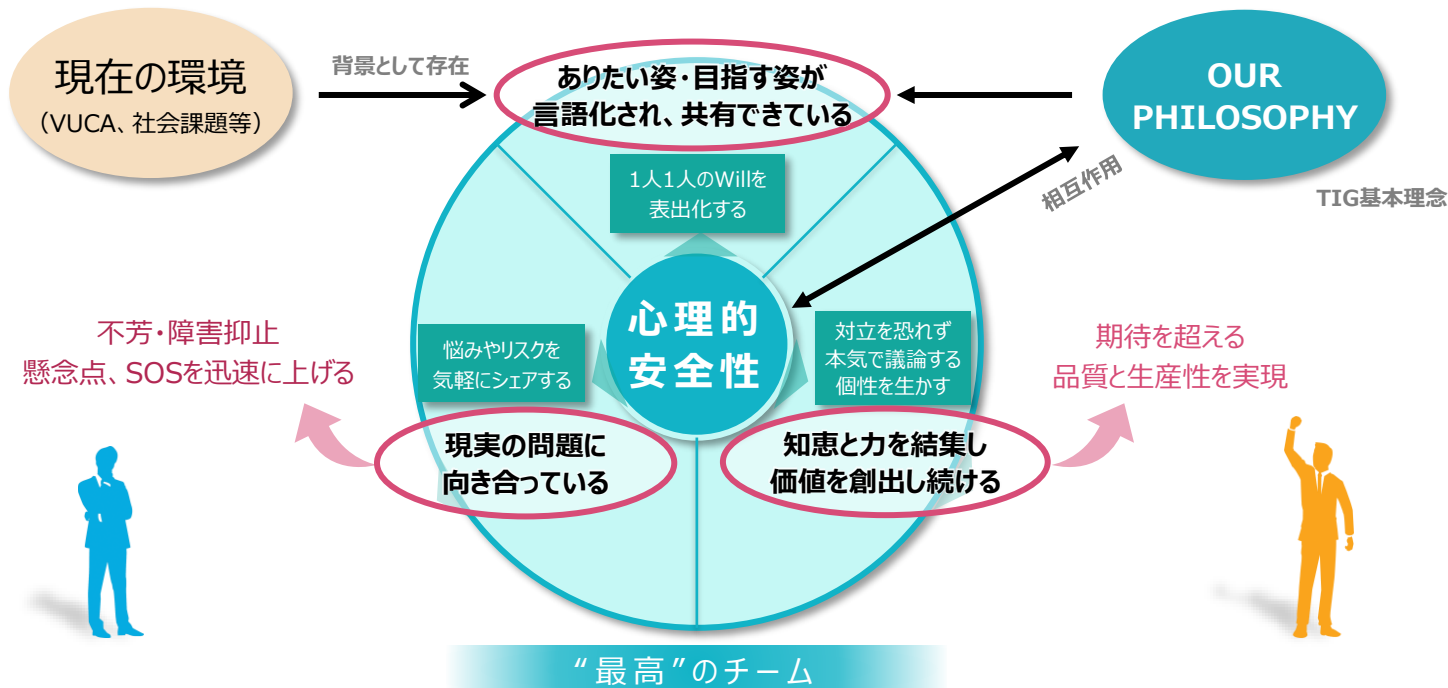 現在の環境
（VUCA、社会課題等）
背景として存在
ありたい姿・目指す姿が
言語化され、共有できている
OUR
PHILOSOPHY
TIG基本理念
相互作用
1人1人のWillを
表出化する
心理的
安全性
悩みやリスクを
気軽にシェアする
対立を恐れず
本気で議論する
個性を生かす
不芳・障害抑止
懸念点、SOSを迅速に上げる
期待を超える
品質と生産性を実現
現実の問題に
向き合っている
知恵と力を結集し
価値を創出し続ける
“最高”のチーム